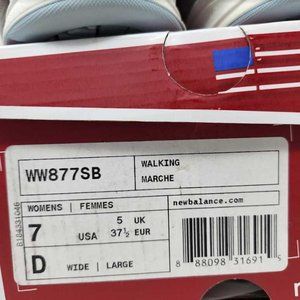 WW877SB
WALKING
MARCHE
WOMENS | FEMMES
newbalance.com
7 USA 5 UK
37½ EUR
D WIDE | LARGE
8 88098 31691 5